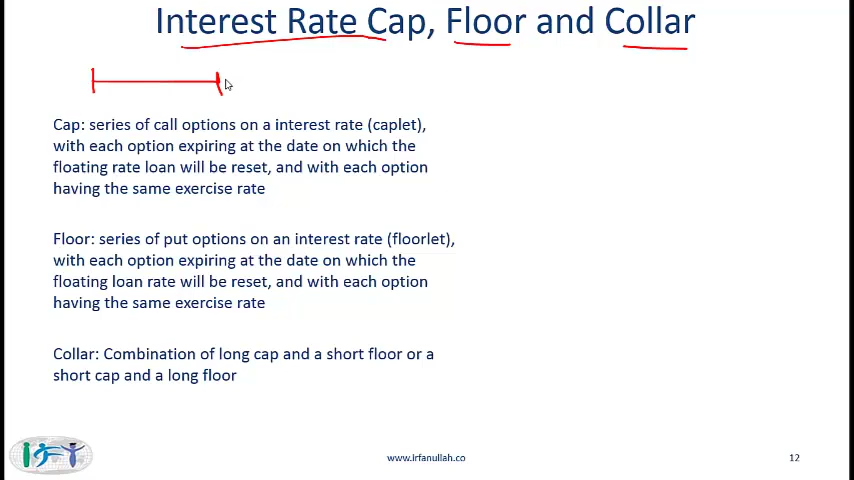 Interest Rate Cap, Floor and Collar
Cap: series of call options on a interest rate (caplet),
with each option expiring at the date on which the
floating rate loan will be reset, and with each option
having the same exercise rate
Floor: series of put options on an interest rate (floorlet),
with each option expiring at the date on which the
floating loan rate will be reset, and with each option
having the same exercise rate
Collar: Combination of long cap and a short floor or a
short cap and a long floor
www.irfanullah.co
12